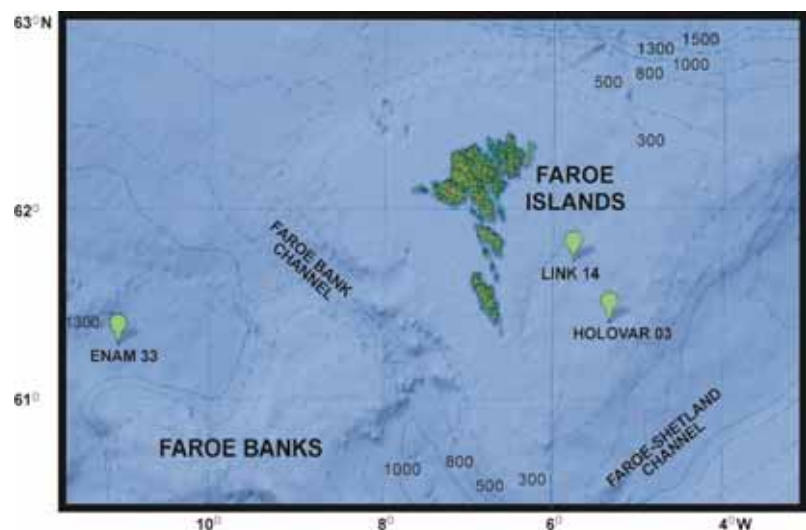 63°N
1300 1500
500 800 1000
300
FAROE
ISLANDS
62°
FAROE BANK
CHANNEL
LINK 14
1300
HOLOVAR 03
ENAM 33
61°
FAROE BANKS
FAROE-SHETLAND
CHANNEL
1000 800 500 300
10° 8° 6° 4°W